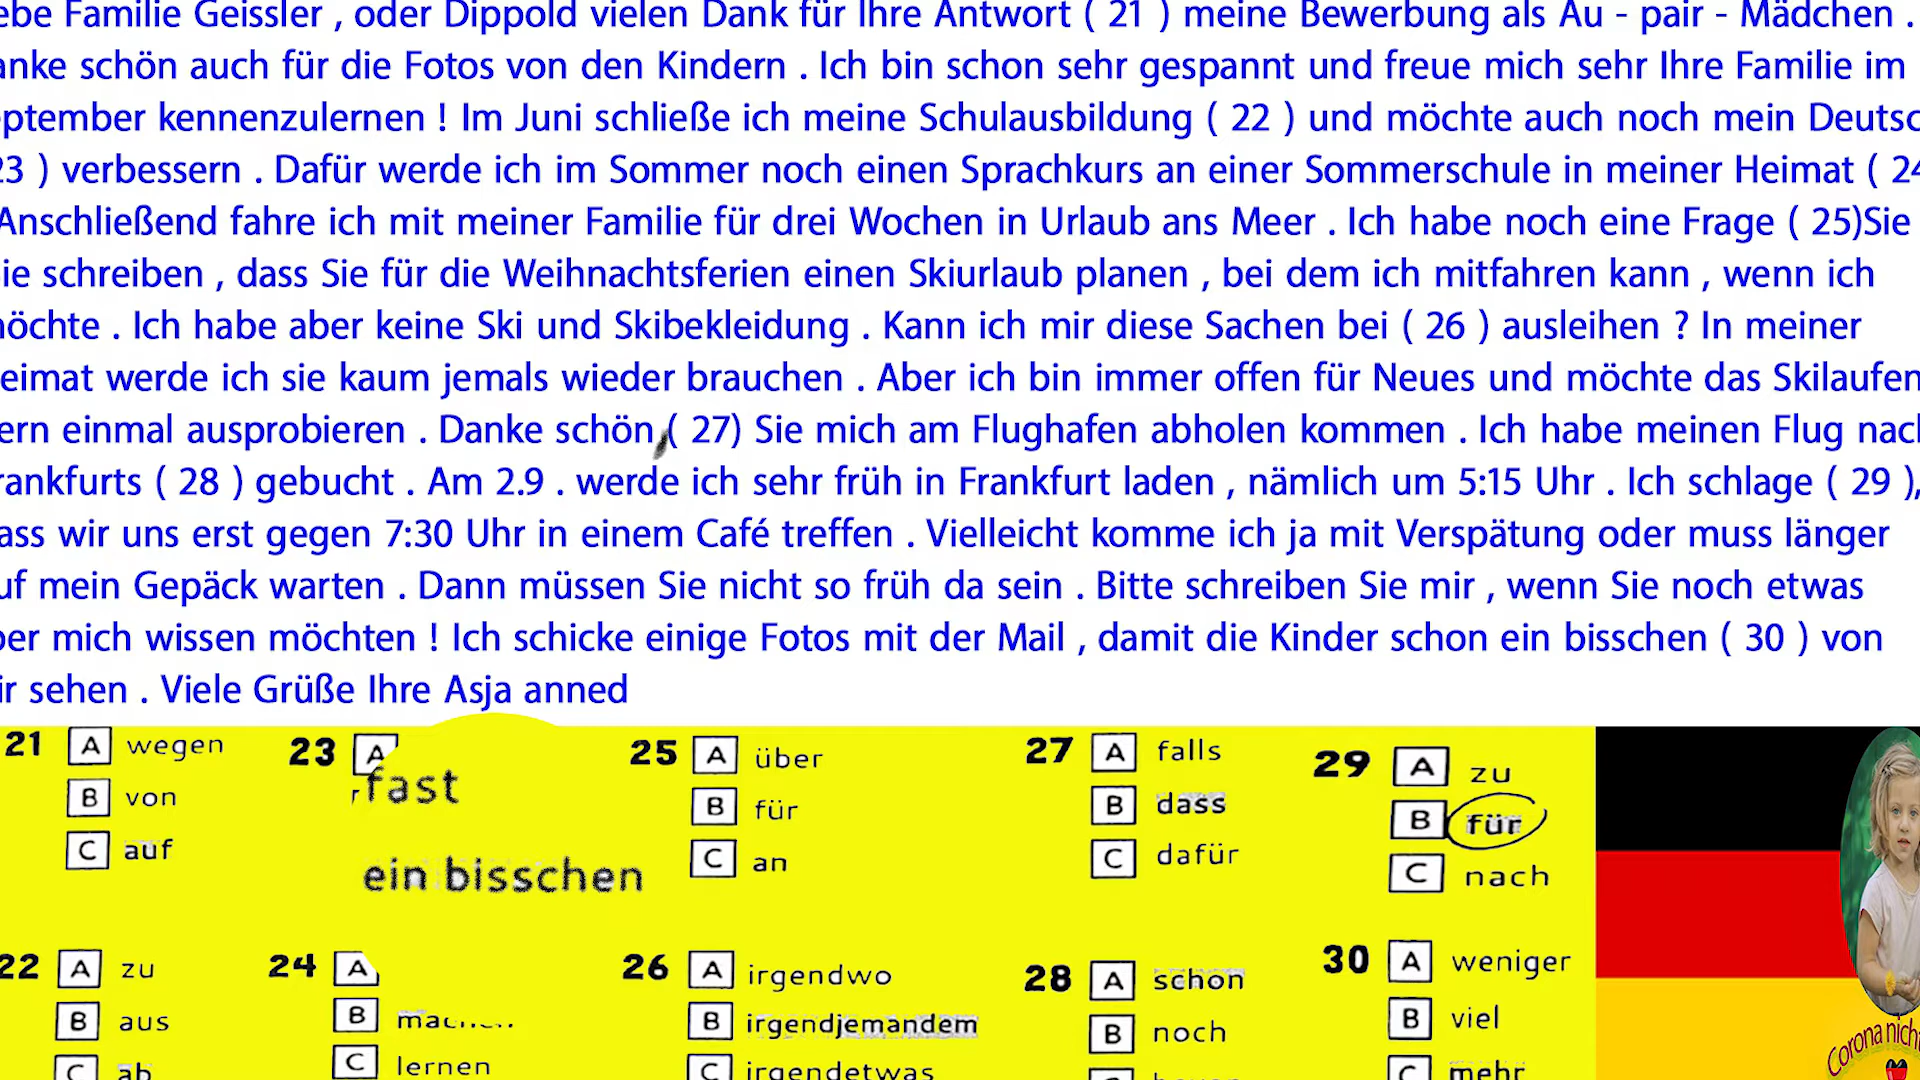 ebe Familie Geissler , oder Dippold vielen Dank für Ihre Antwort ( 21 ) meine Bewerbung als Au - pair - Mädchen .
anke schön auch für die Fotos von den Kindern . Ich bin schon sehr gespannt und freue mich sehr Ihre Familie im
eptember kennenzulernen ! Im Juni schließe ich meine Schulausbildung ( 22 ) und möchte auch noch mein Deutsc
23 ) verbessern . Dafür werde ich im Sommer noch einen Sprachkurs an einer Sommerschule in meiner Heimat ( 24
Anschließend fahre ich mit meiner Familie für drei Wochen in Urlaub ans Meer . Ich habe noch eine Frage ( 25)Sie
ie schreiben , dass Sie für die Weihnachtsferien einen Skiurlaub planen , bei dem ich mitfahren kann , wenn ich
möchte . Ich habe aber keine Ski und Skibekleidung . Kann ich mir diese Sachen bei ( 26 ) ausleihen ? In meiner
eimat werde ich sie kaum jemals wieder brauchen . Aber ich bin immer offen für Neues und möchte das Skilaufen
ern einmal ausprobieren . Danke schön ( 27) Sie mich am Flughafen abholen kommen . Ich habe meinen Flug nach
rankfurts ( 28 ) gebucht . Am 2.9 . werde ich sehr früh in Frankfurt laden , nämlich um 5:15 Uhr . Ich schlage ( 29 ),
ass wir uns erst gegen 7:30 Uhr in einem Café treffen . Vielleicht komme ich ja mit Verspätung oder muss länger
uf mein Gepäck warten . Dann müssen Sie nicht so früh da sein . Bitte schreiben Sie mir , wenn Sie noch etwas
ber mich wissen möchten ! Ich schicke einige Fotos mit der Mail , damit die Kinder schon ein bisschen ( 30 ) von
ir sehen . Viele Grüße Ihre Asja anned
21 A wegen
B von
C auf
22 A zu
B aus
C ab
23 A
fast
ein bisschen
24 A
B machen
C lernen
25 A über
B für
C an
26 A irgendwo
B irgendjemandem
C irgendetwas
27 A falls
B dass
C dafür
28 A schon
B noch
29 A zu
B für
C nach
30 A weniger
B viel
C mehr
Corona nicht